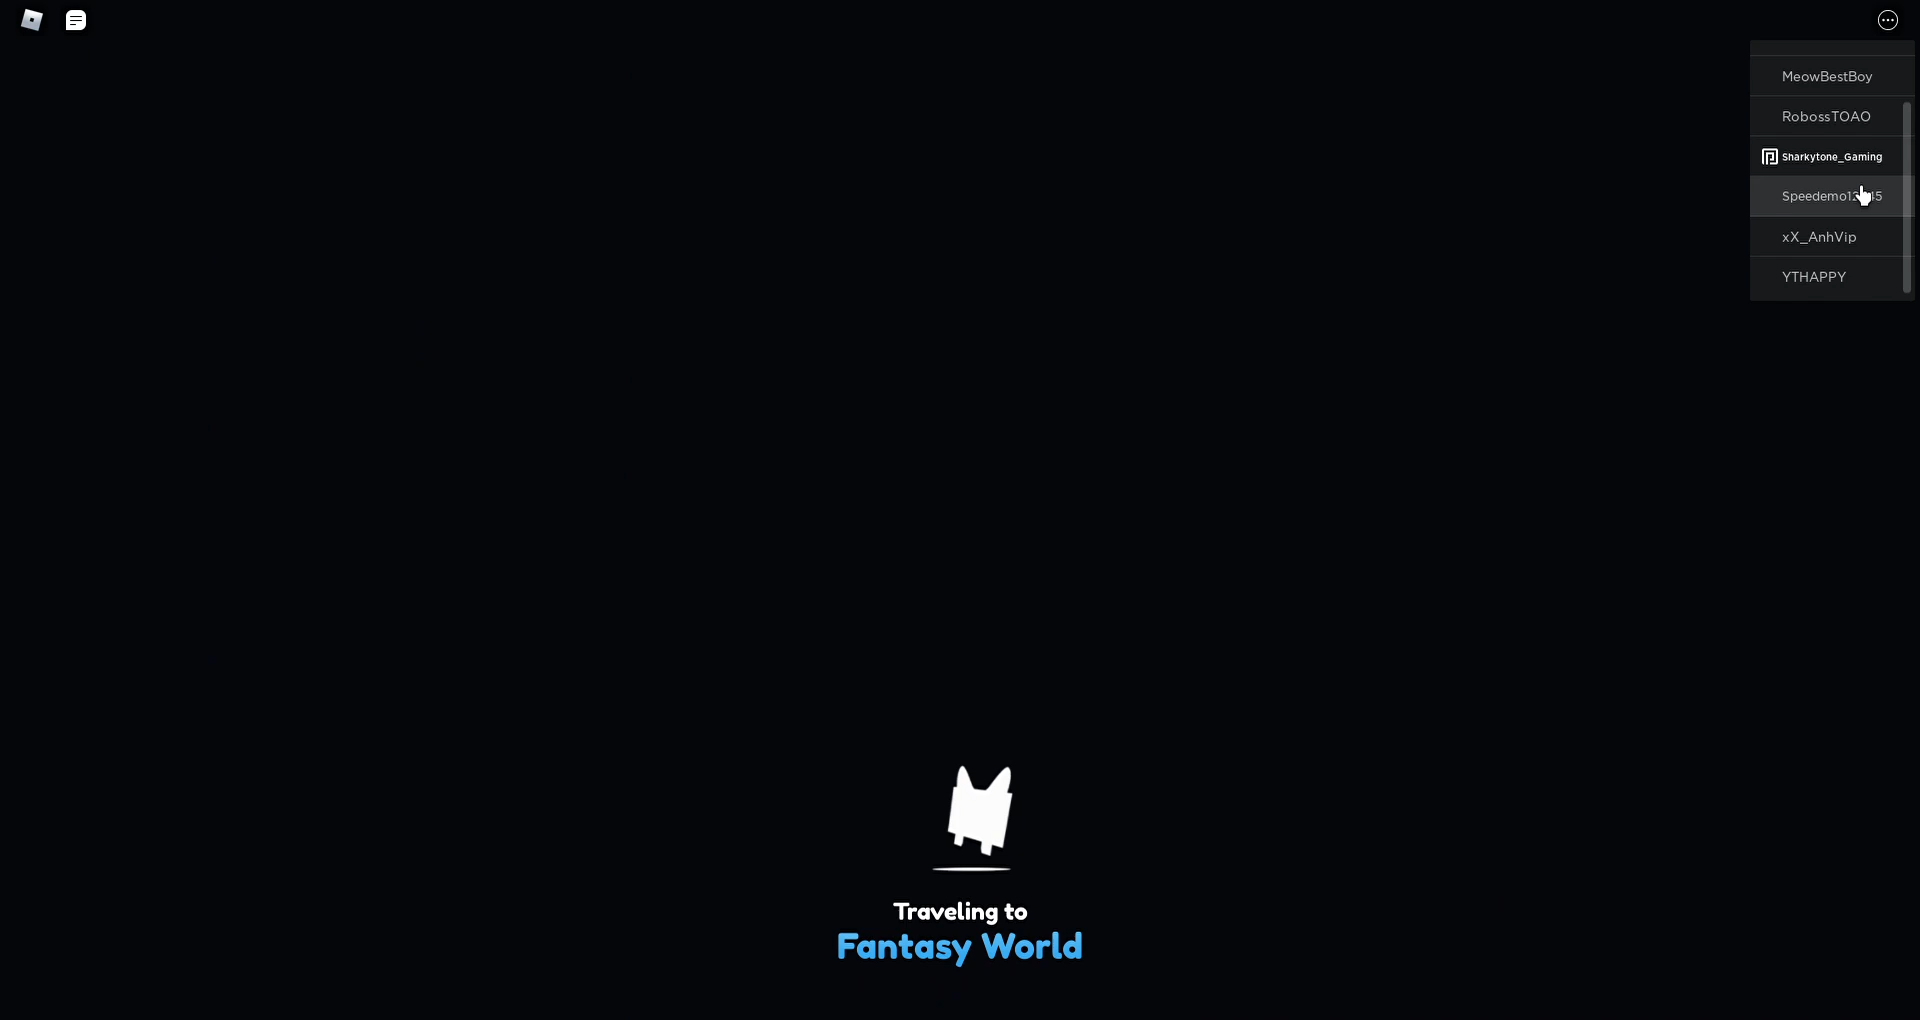 MeowBestBoy
RobossTOAO
Sharkytone_Gaming
xX_AnhVip
YTHAPPY
Traveling to
Fantasy World